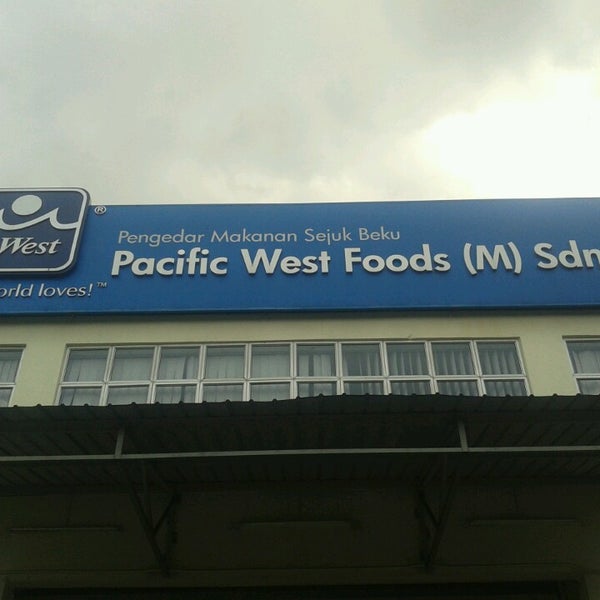 West®
orld loves!™
Pengedar Makanan Sejuk Beku
Pacific West Foods (M) Sdn